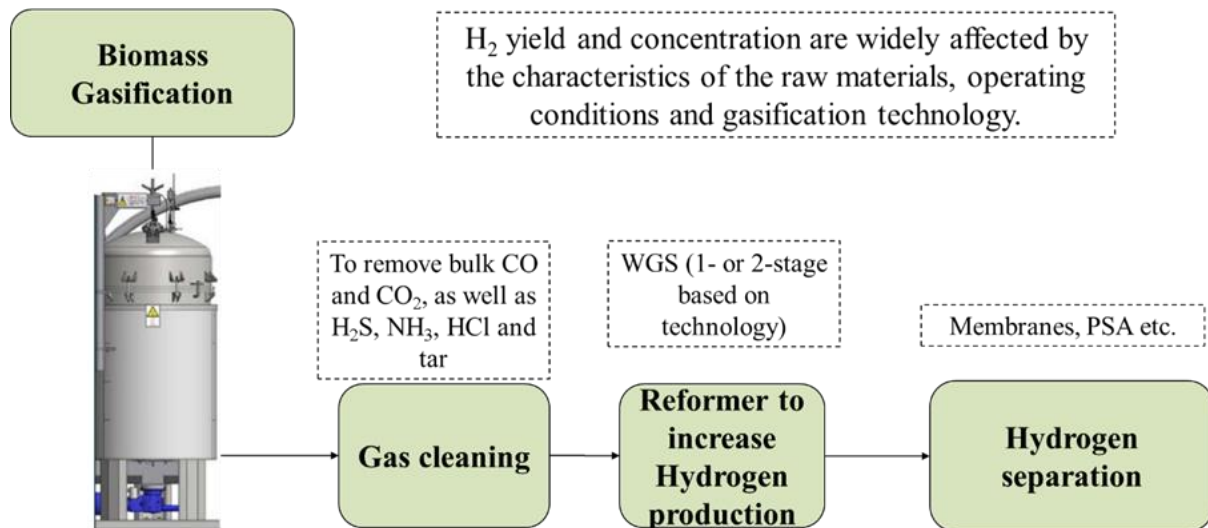 Biomass
Gasification
H₂ yield and concentration are widely affected by
the characteristics of the raw materials, operating
conditions and gasification technology.
To remove bulk CO
and CO₂, as well as
H₂S, NH₃, HCl and
tar
WGS (1- or 2-stage
based on
technology)
Membranes, PSA etc.
Gas cleaning
Reformer to
increase
Hydrogen
production
Hydrogen
separation